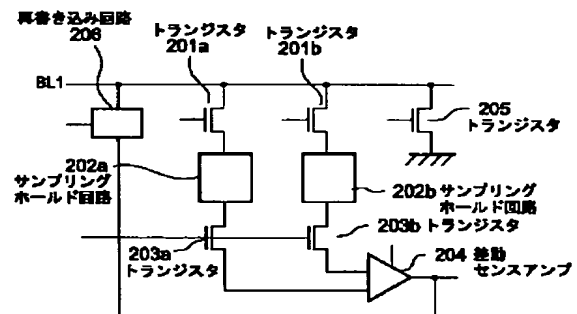 再書き込み回路
206
トランジスタ
201a
トランジスタ
201b
BL1
205
トランジスタ
202a
サンプリング
ホールド回路
202b サンプリング
ホールド回路
203a
トランジスタ
203b トランジスタ
204 差動
センスアンプ